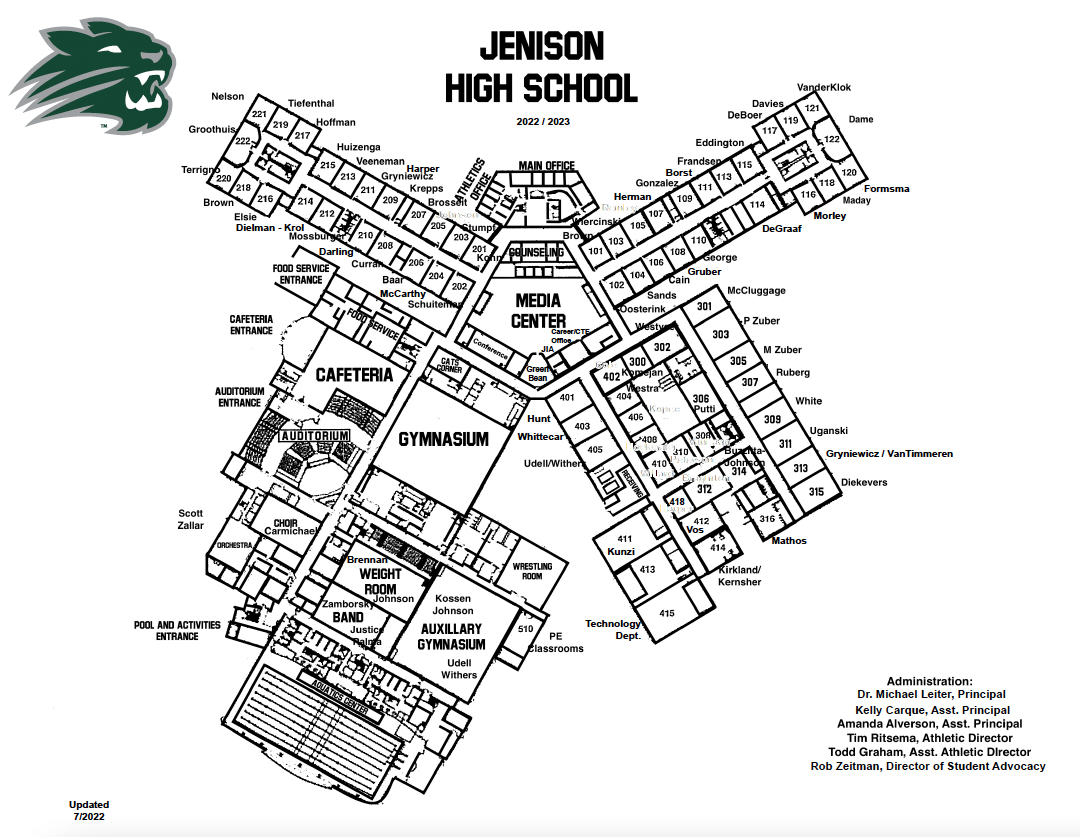 JENISON
HIGH SCHOOL
2022 / 2023
™
Nelson
Tiefenthal
Hoffman
Groothuis
Huizenga
Veeneman
Harper
Gryniewicz
Krepps
Terrigno
Brown
Elsie
Dielman - Krol
Mossburger
Darling
Curran
Baar
McCarthy
Schuiteman
Stumpf
221
219
217
222
220
218
216
215
213
211
209
207
205
203
201
214
212
210
208
206
204
202
ATHLETICS
OFFICE
MAIN OFFICE
COUNSELING
MEDIA
CENTER
Career/CTE
Office
JIA
Green
Bean
Conference
CATS
CORNER
VanderKlok
Davies
DeBoer
Dame
Eddington
Frandsen
Borst
Gonzalez
Herman
Wiercinski
Formsma
Maday
Morley
DeGraaf
George
Gruber
Cain
Sands
Oosterink
121
119
117
122
120
118
116
115
113
111
109
107
105
103
101
114
110
108
106
104
102
FOOD SERVICE
ENTRANCE
FOOD SERVICE
CAFETERIA
ENTRANCE
CAFETERIA
AUDITORIUM
ENTRANCE
AUDITORIUM
GYMNASIUM
McCluggage
P Zuber
M Zuber
Ruberg
White
Uganski
Gryniewicz / VanTimmeren
Diekevers
Mathos
301
303
305
307
309
311
313
315
316
302
300
Komejan
Westra
306
Putti
308
310
312
314
Buzzitta-
Johnson
402
404
406
408
410
418
412
Vos
414
Kirkland/
Kernsher
401
403
405
Hunt
Whittecar
Udell/Withers
RECEIVING
411
Kunzi
413
415
Technology
Dept.
Scott
Zallar
CHOIR
Carmichael
ORCHESTRA
Brennan
WEIGHT
ROOM
Johnson
Zamborsky
BAND
Justice
Palma
WRESTLING
ROOM
Kossen
Johnson
AUXILLARY
GYMNASIUM
Udell
Withers
510
PE
Classrooms
POOL AND ACTIVITIES
ENTRANCE
AQUATICS CENTER
Administration:
Dr. Michael Leiter, Principal
Kelly Carque, Asst. Principal
Amanda Alverson, Asst. Principal
Tim Ritsema, Athletic Director
Todd Graham, Asst. Athletic DIrector
Rob Zeitman, Director of Student Advocacy
Updated
7/2022